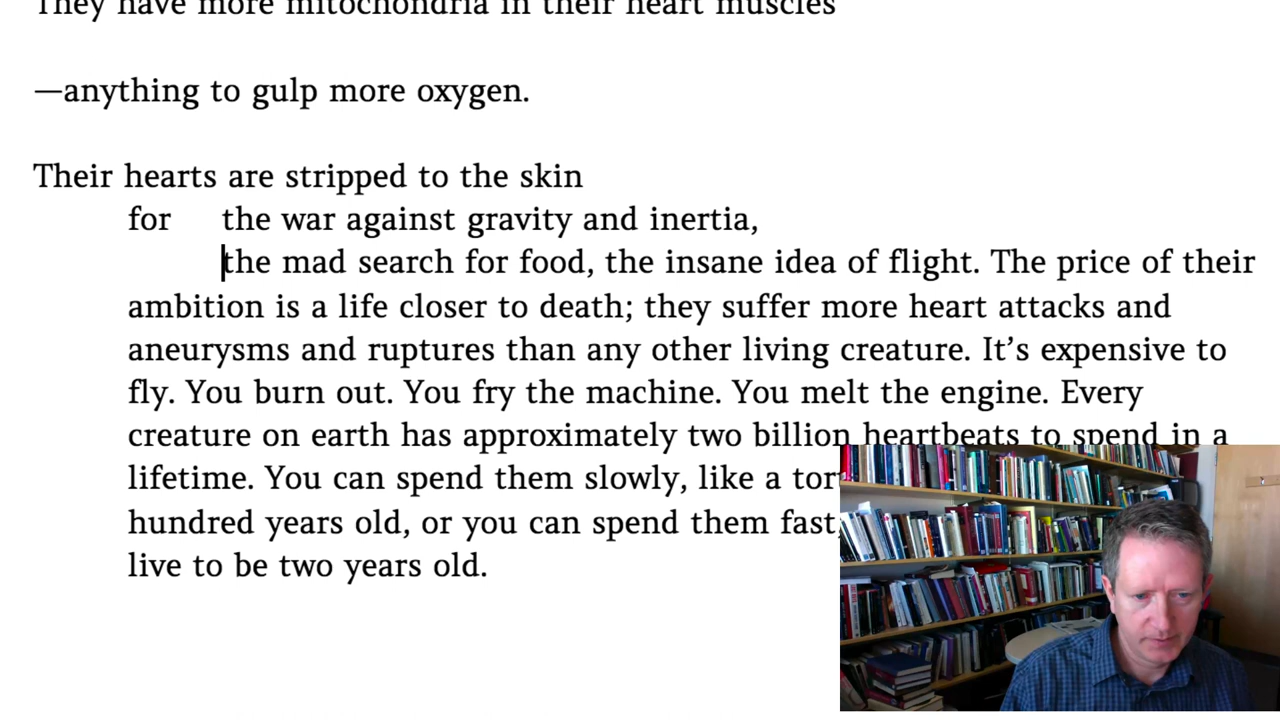 They have more mitochondria in their heart muscles
—anything to gulp more oxygen.
Their hearts are stripped to the skin
for the war against gravity and inertia,
the mad search for food, the insane idea of flight. The price of their
ambition is a life closer to death; they suffer more heart attacks and
aneurysms and ruptures than any other living creature. It’s expensive to
fly. You burn out. You fry the machine. You melt the engine. Every
creature on earth has approximately two billion heartbeats to spend in a
lifetime. You can spend them slowly, like a
hundred years old, or you can spend them fast,
live to be two years old.